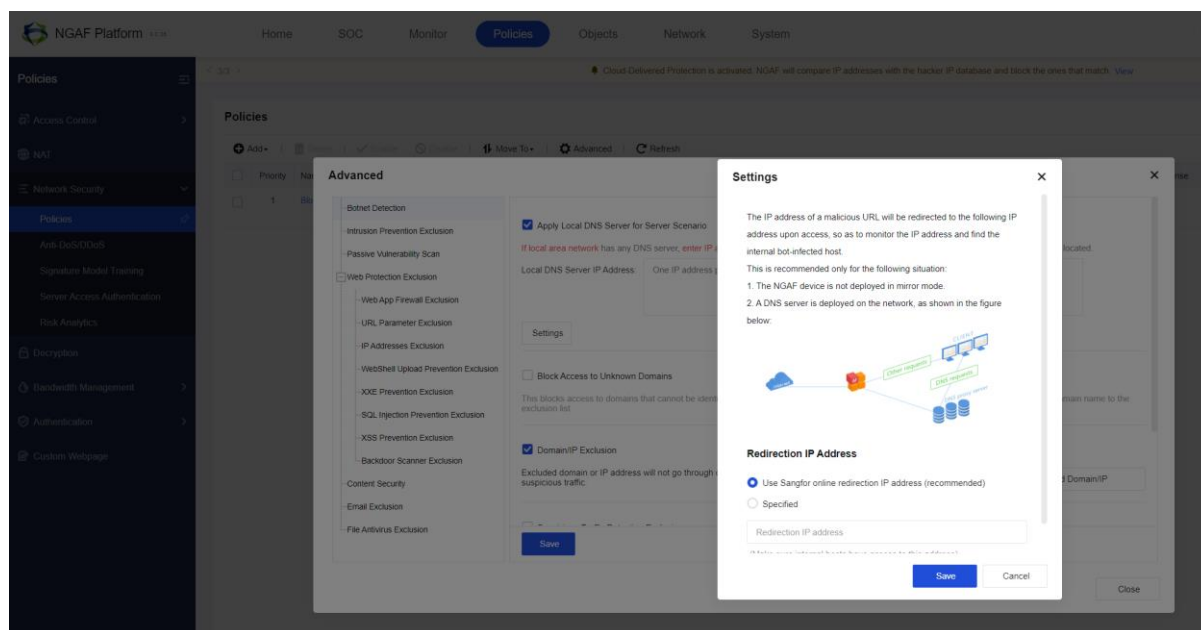 NGAF Platform
Home
SOC
Monitor
Policies
Objects
Network
System
Policies
3/3
Cloud Delivered Protection is activated. NGAF will compare IP addresses with the hacker IP database and block the ones that match. View
Access Control
NAT
Network Security
Policies
Anti-DoS/DDoS
Signature Model Training
Server Access Authentication
Risk Analytics
Decryption
Bandwidth Management
Authentication
Custom Webpage
Policies
Add
Move To
Advanced
Refresh
Priority
1
Advanced
Botnet Detection
Intrusion Prevention Exclusion
Passive Vulnerability Scan
Web Protection Exclusion
Web App Firewall Exclusion
URL Parameter Exclusion
IP Addresses Exclusion
WebShell Upload Prevention Exclusion
XXE Prevention Exclusion
SQL Injection Prevention Exclusion
XSS Prevention Exclusion
Backdoor Scanner Exclusion
Content Security
Email Exclusion
File Antivirus Exclusion
Apply Local DNS Server for Server Scenario
If local area network has any DNS server, enter IP
located.
Local DNS Server IP Address:
One IP address
Settings
Block Access to Unknown Domains
This blocks access to domains that cannot be
main name to the
exclusion list
Domain/IP Exclusion
Excluded domain or IP address will not go through
suspicious traffic
Domain/IP
Save
Close
Settings
The IP address of a malicious URL will be redirected to the following IP
address upon access, so as to monitor the IP address and find the
internal bot-infected host.
This is recommended only for the following situation:
1. The NGAF device is not deployed in mirror mode.
2. A DNS server is deployed on the network, as shown in the figure
below:
CLIENT
Other requests
DNS requests
DNS proxy server
Redirection IP Address
Use Sangfor online redirection IP address (recommended)
Specified
Redirection IP address
Save
Cancel